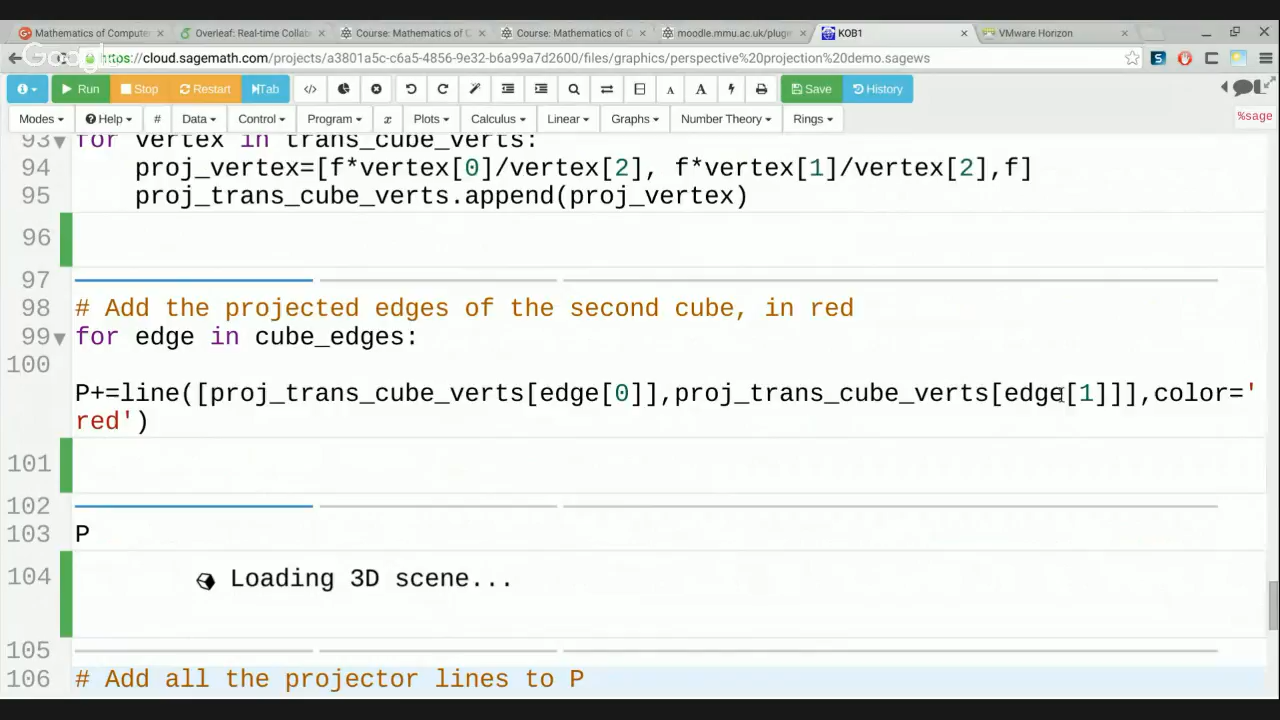 Mathematics of Computer
Overleaf: Real-time Collab
Course: Mathematics of C
Course: Mathematics of C
moodle.mmu.ac.uk/plug
KOB1
VMware Horizon
https://cloud.sagemath.com/projects/a3801a5c-c6a5-4856-9e32-b6a99a7d2600/files/graphics/perspective%20projection%20demo.sagews
Run Stop Restart Tab </> A A Save History
Modes Help # Data Control Program x Plots Calculus Linear Graphs Number Theory Rings %sage
93 for vertex in trans_cube_verts:
94 proj_vertex=[f*vertex[0]/vertex[2], f*vertex[1]/vertex[2],f]
95 proj_trans_cube_verts.append(proj_vertex)
96
97
98 # Add the projected edges of the second cube, in red
99 for edge in cube_edges:
100
P+=line([proj_trans_cube_verts[edge[0]],proj_trans_cube_verts[edge[1]]],color='
red')
101
102
103 P
104 Loading 3D scene...
105
106 # Add all the projector lines to P